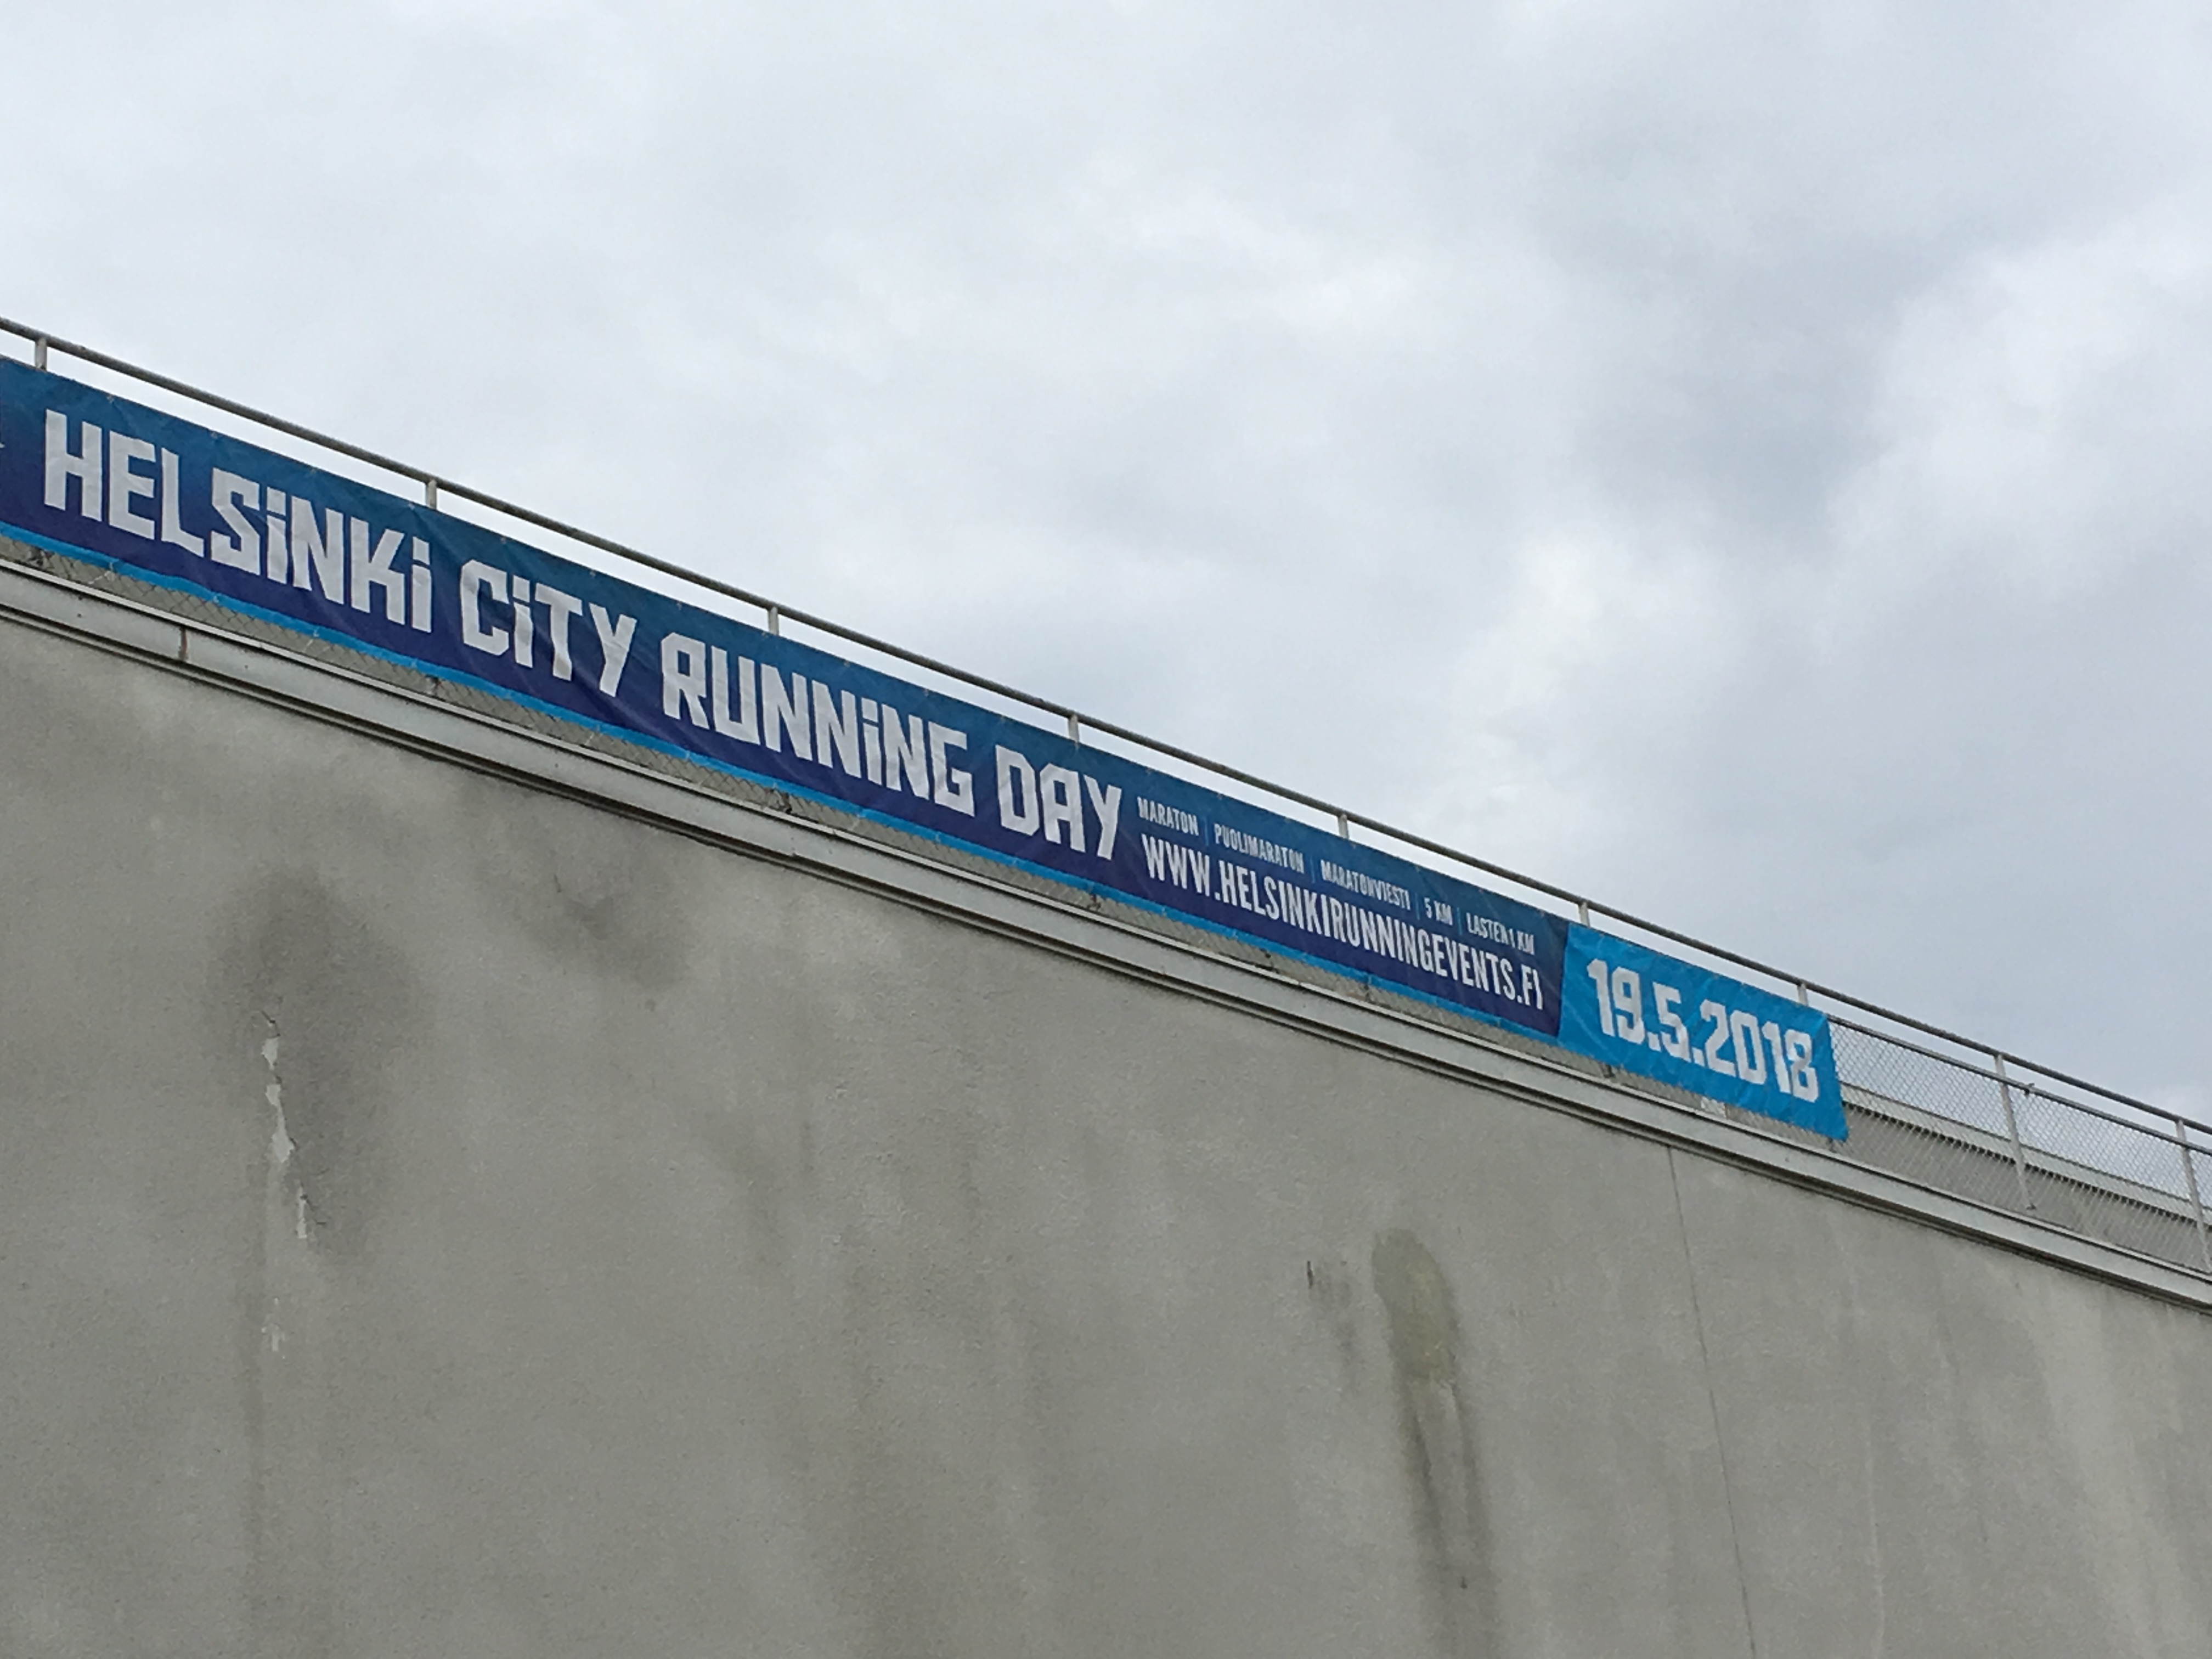 HELSiNKi CiTY RUNNiNG DAY
MARATON | PUOLIMARATON | MARATONVIESTI | 5 KM | LASTEN 1 KM
WWW.HELSINKIRUNNINGEVENTS.FI
19.5.2018